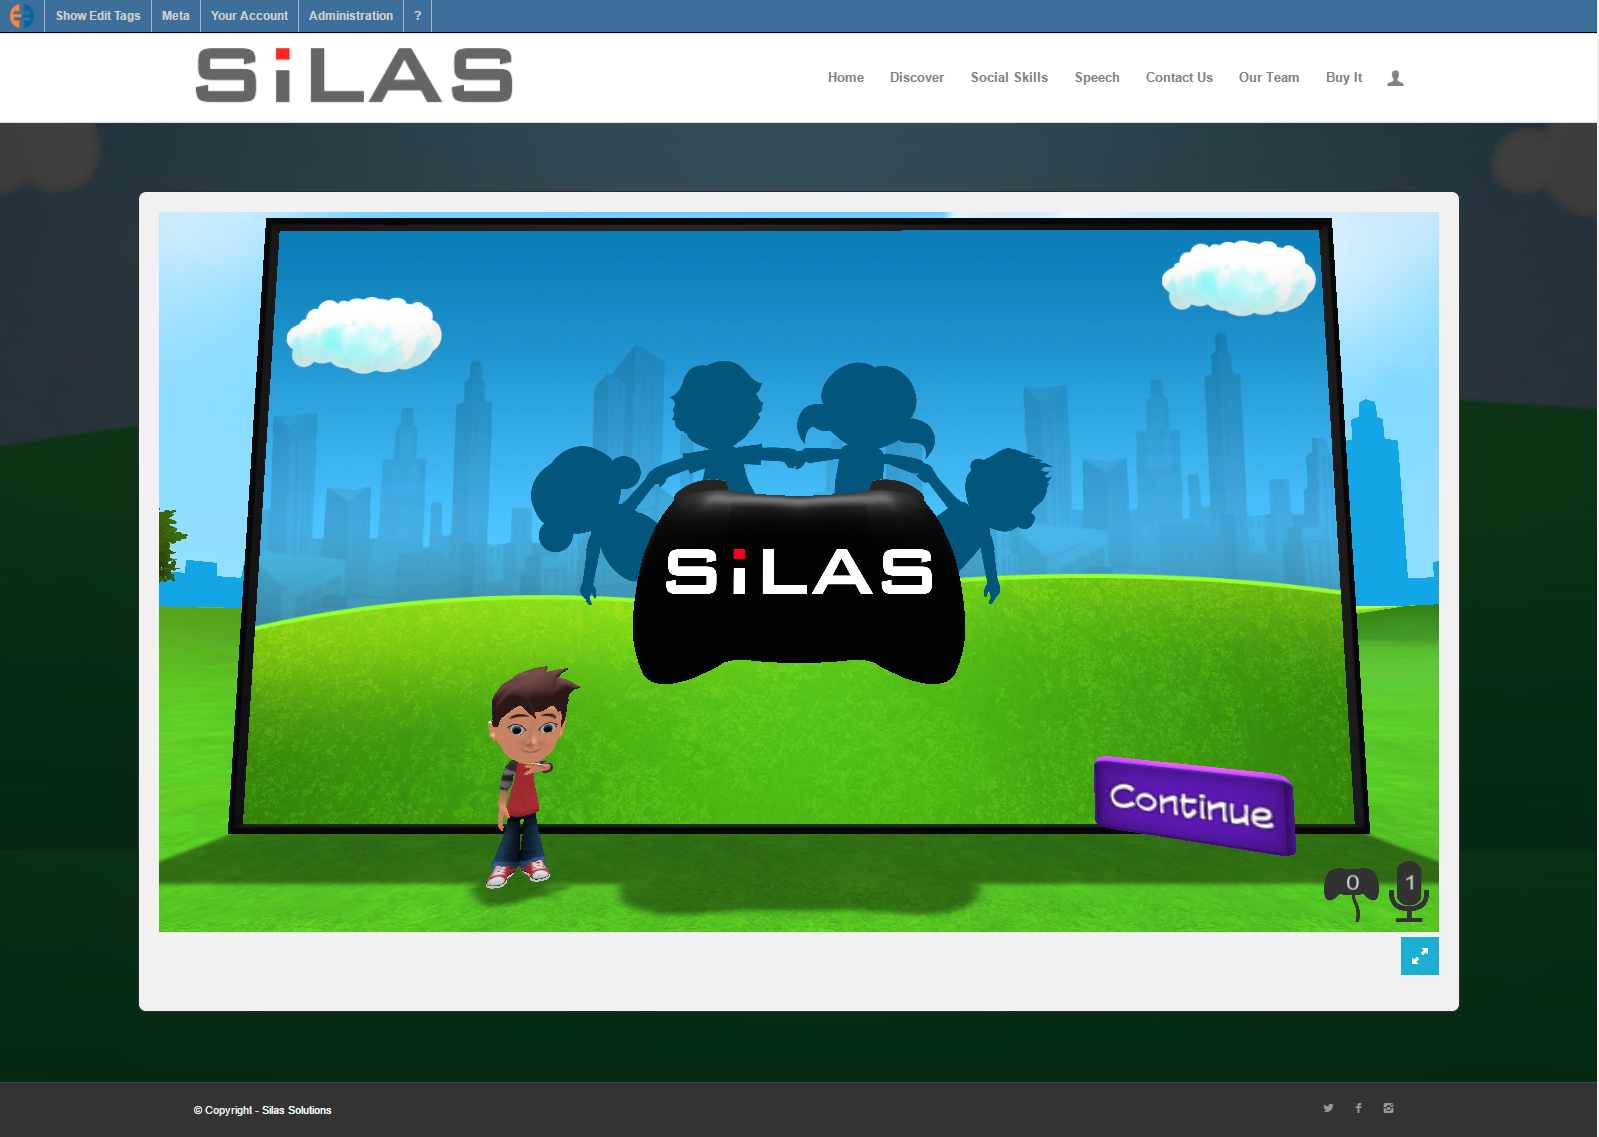 Show Edit Tags Meta Your Account Administration ?
SiLAS
Home Discover Social Skills Speech Contact Us Our Team Buy It
SiLAS
Continue
0 1
© Copyright - Silas Solutions